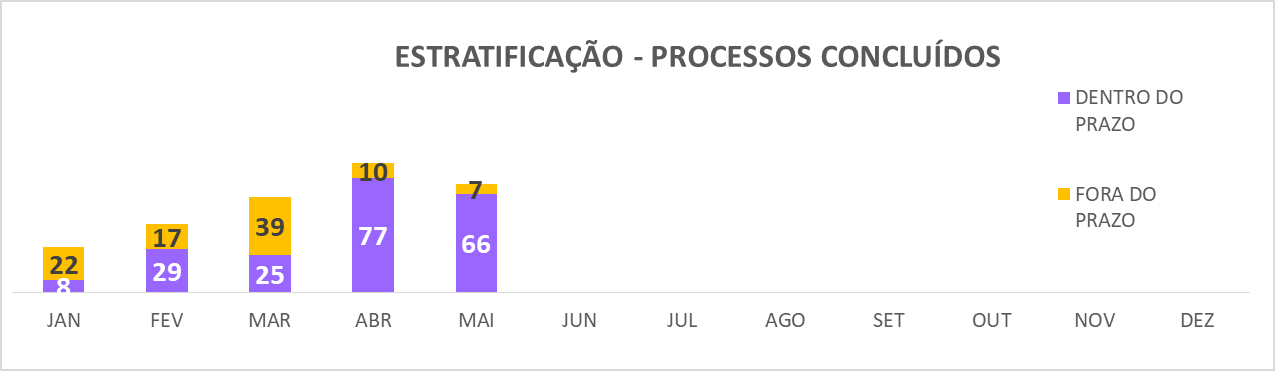 ESTRATIFICAÇÃO - PROCESSOS CONCLUÍDOS
DENTRO DO
PRAZO
FORA DO
PRAZO
22 17 39 10 7
8 29 25 77 66
JAN FEV MAR ABR MAI JUN JUL AGO SET OUT NOV DEZ